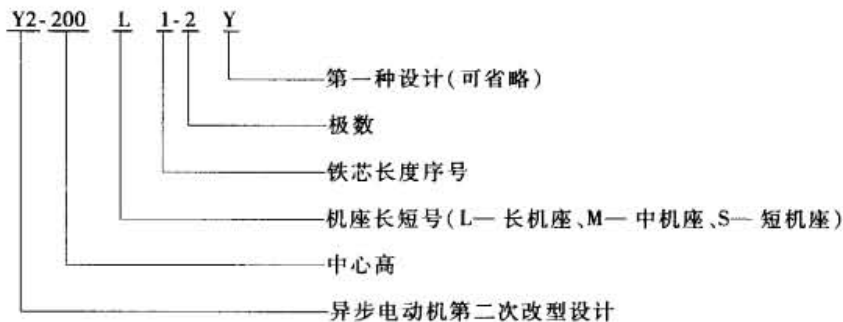 Y2-200 L 1-2 Y
第一种设计(可省略)
极数
铁芯长度序号
机座长短号(L—长机座、M—中机座、S—短机座)
中心高
异步电动机第二次改型设计